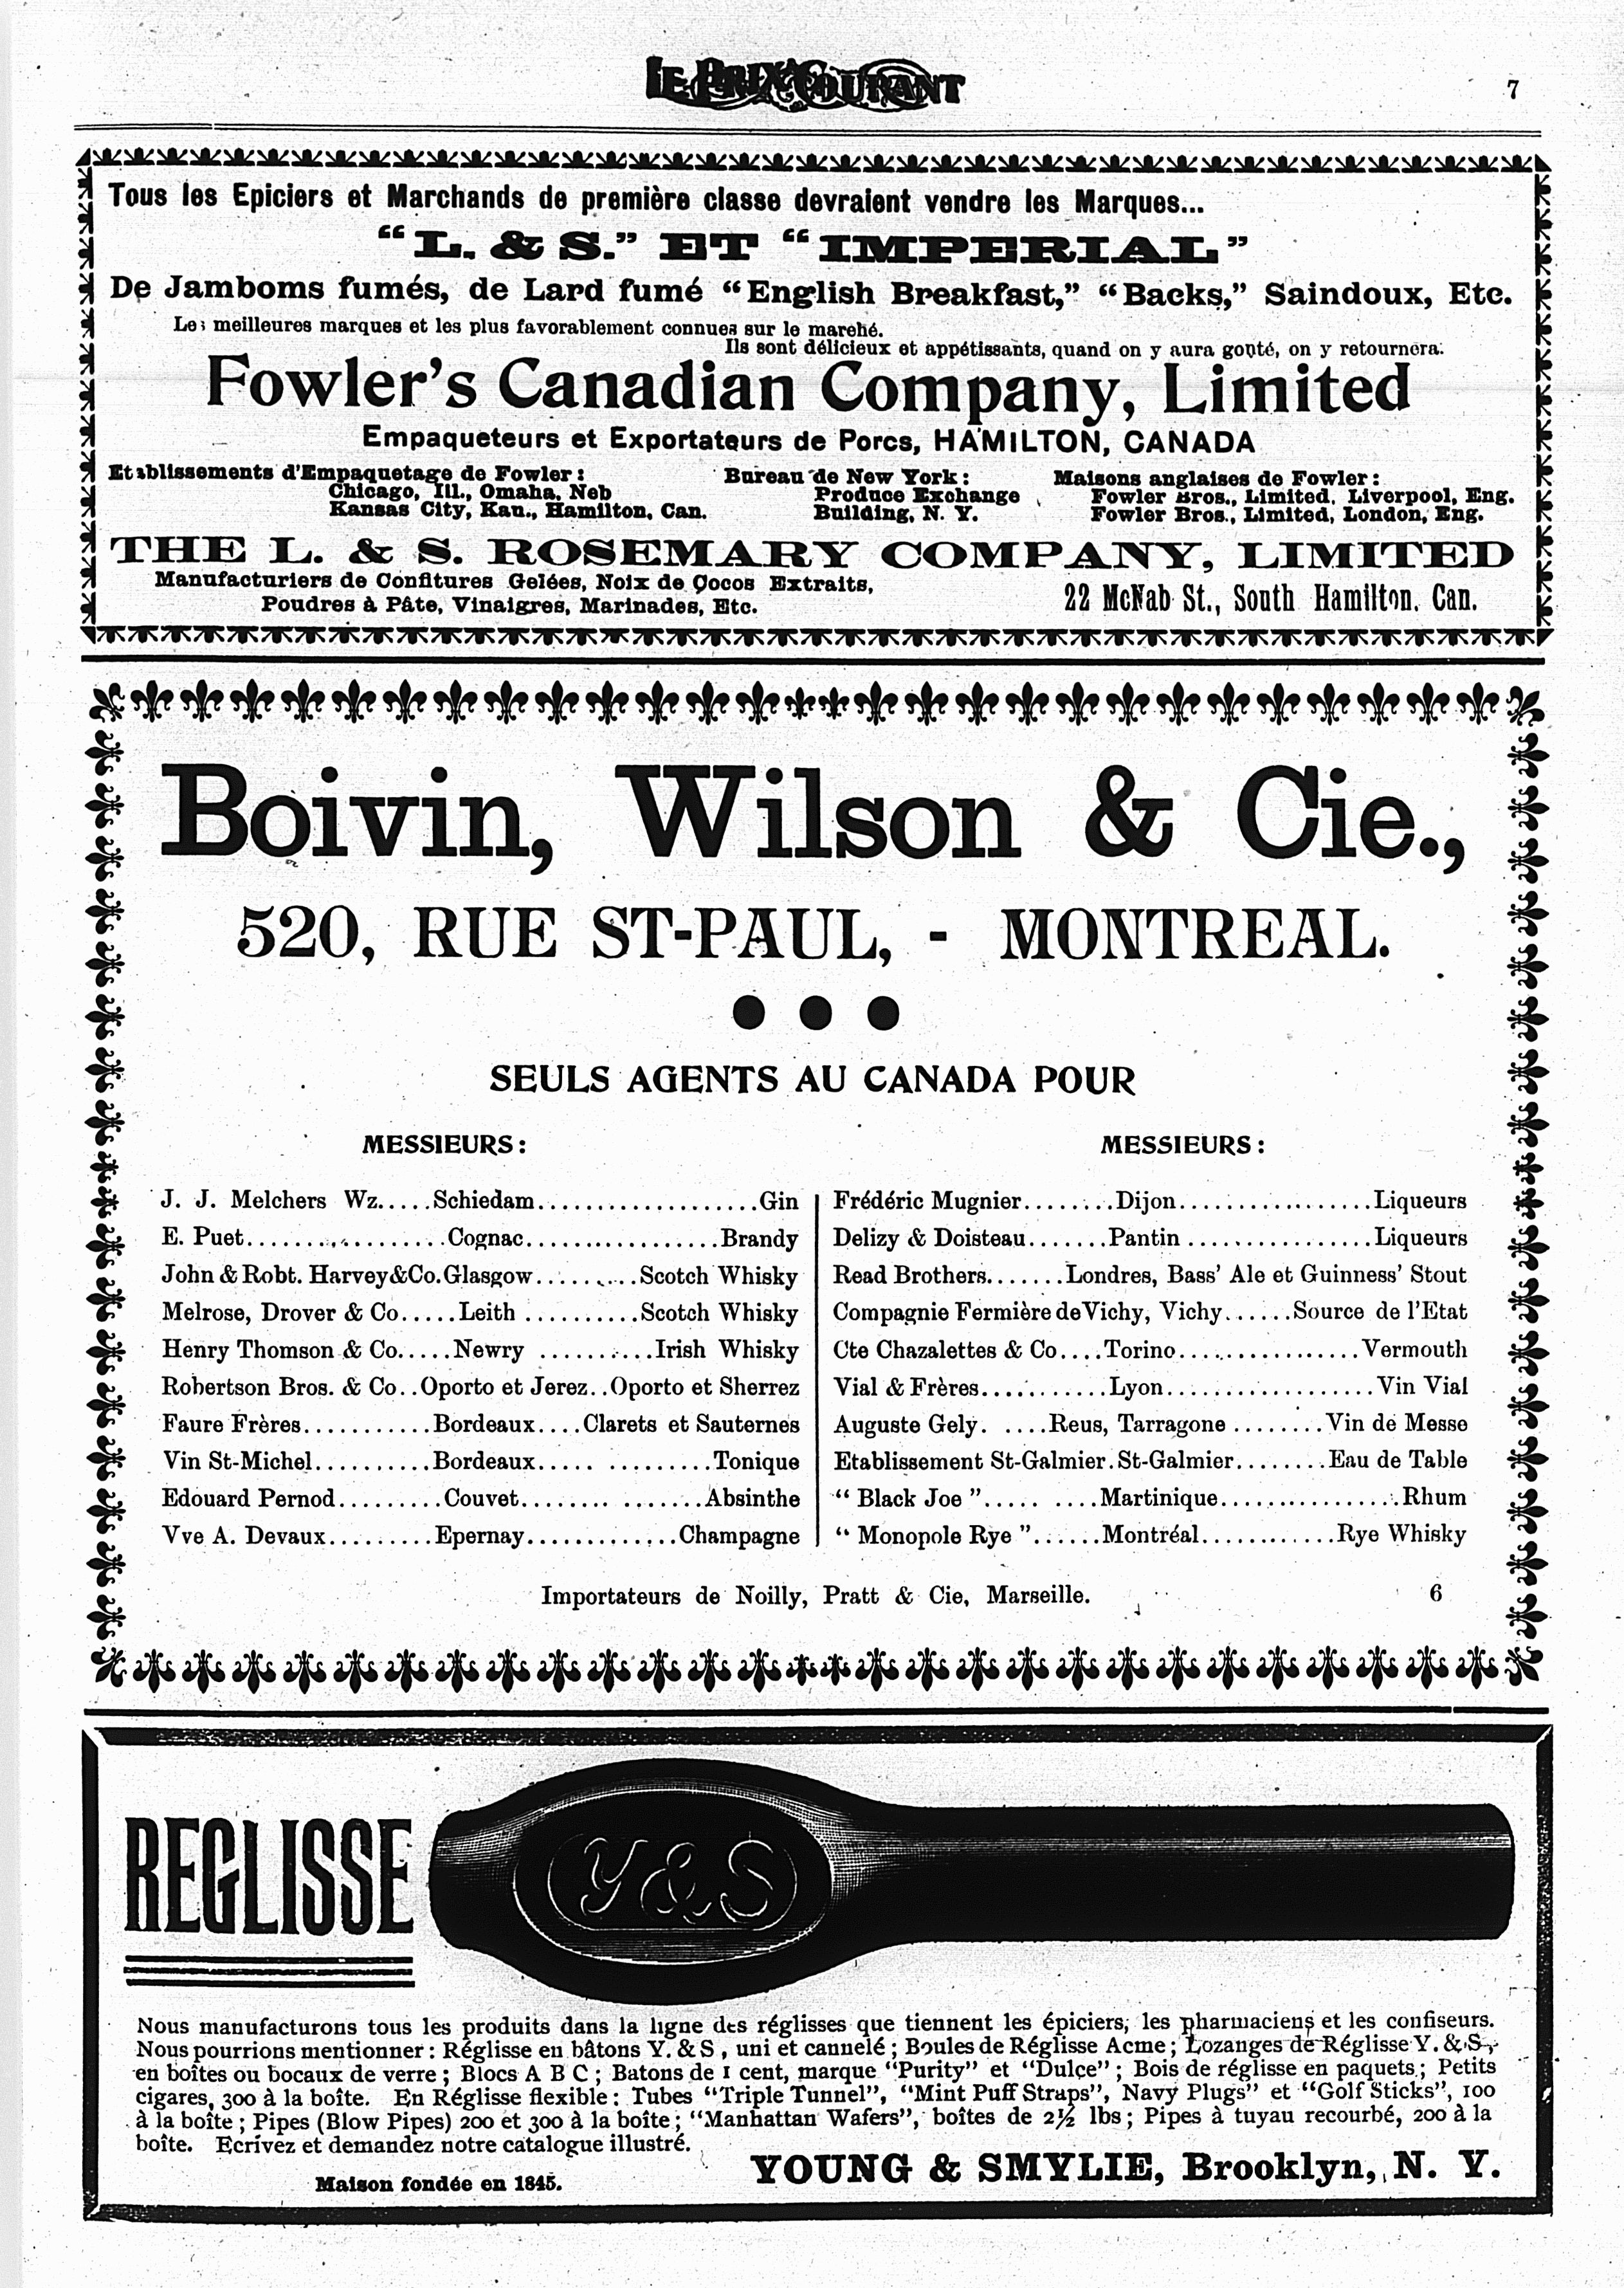 LE PRIX COURANT
7
Tous les Epiciers et Marchands de première classe devraient vendre les Marques...
“L. & S.” ET “IMPERIAL”
De Jamboms fumés, de Lard fumé “English Breakfast,” “Backs,” Saindoux, Etc.
Les meilleures marques et les plus favorablement connues sur le marehé.
Ils sont délicieux et appétissants, quand on y aura gouté, on y retournera.
Fowler’s Canadian Company, Limited
Empaqueteurs et Exportateurs de Porcs, HAMILTON, CANADA
Etablissements d'Empaquetage de Fowler: Bureau de New York: Maisons anglaises de Fowler:
Chicago, Ill., Omaha, Neb Produce Exchange Fowler Bros., Limited, Liverpool, Eng.
Kansas City, Kan., Hamilton, Can. Building, N. Y. Fowler Bros., Limited, London, Eng.
THE L. & S. ROSEMARY COMPANY, LIMITED
Manufacturiers de Confitures Gelées, Noix de Cocos Extraits,
Poudres à Pâte, Vinaigres, Marinades, Etc. 22 McNab St., South Hamilton. Can.
Boivin, Wilson & Cie.,
520, RUE ST-PAUL, - MONTREAL.
SEULS AGENTS AU CANADA POUR
MESSIEURS:
J. J. Melchers Wz.....Schiedam...................Gin
E. Puet...................Cognac.................Brandy
John & Robt. Harvey&Co.Glasgow..........Scotch Whisky
Melrose, Drover & Co.....Leith ..........Scotch Whisky
Henry Thomson & Co.....Newry ..........Irish Whisky
Robertson Bros. & Co..Oporto et Jerez..Oporto et Sherrez
Faure Frères...........Bordeaux....Clarets et Sauternes
Vin St-Michel..........Bordeaux..... .........Tonique
Edouard Pernod.........Couvet........ .......Absinthe
Vve A. Devaux.........Epernay.............Champagne
MESSIEURS:
Frédéric Mugnier........Dijon.................Liqueurs
Delizy & Doisteau.......Pantin ................Liqueurs
Read Brothers.......Londres, Bass’ Ale et Guinness’ Stout
Compagnie Fermière de Vichy, Vichy......Source de l’Etat
Cte Chazalettes & Co....Torino................Vermouth
Vial & Frères...........Lyon..................Vin Vial
Auguste Gely. ....Reus, Tarragone ........Vin de Messe
Etablissement St-Galmier.St-Galmier........Eau de Table
“ Black Joe ”..... ....Martinique................Rhum
“ Monopole Rye ”......Montréal............Rye Whisky
Importateurs de Noilly, Pratt & Cie, Marseille. 6
REGLISSE
Y & S
Nous manufacturons tous les produits dans la ligne des réglisses que tiennent les épiciers, les pharmaciens et les confiseurs.
Nous pourrions mentionner : Réglisse en bâtons Y. & S , uni et cannelé ; Boules de Réglisse Acme ; Lozanges de Réglisse Y. & S.,
en boîtes ou bocaux de verre ; Blocs A B C ; Batons de 1 cent, marque “Purity” et “Dulce” ; Bois de réglisse en paquets ; Petits
cigares, 300 à la boîte. En Réglisse flexible : Tubes “Triple Tunnel”, “Mint Puff Straps”, Navy Plugs” et “Golf Sticks”, 100
à la boîte ; Pipes (Blow Pipes) 200 et 300 à la boîte ; “Manhattan Wafers”, boîtes de 2½ lbs ; Pipes à tuyau recourbé, 200 à la
boîte. Ecrivez et demandez notre catalogue illustré.
YOUNG & SMYLIE, Brooklyn, N. Y.
Maison fondée en 1845.